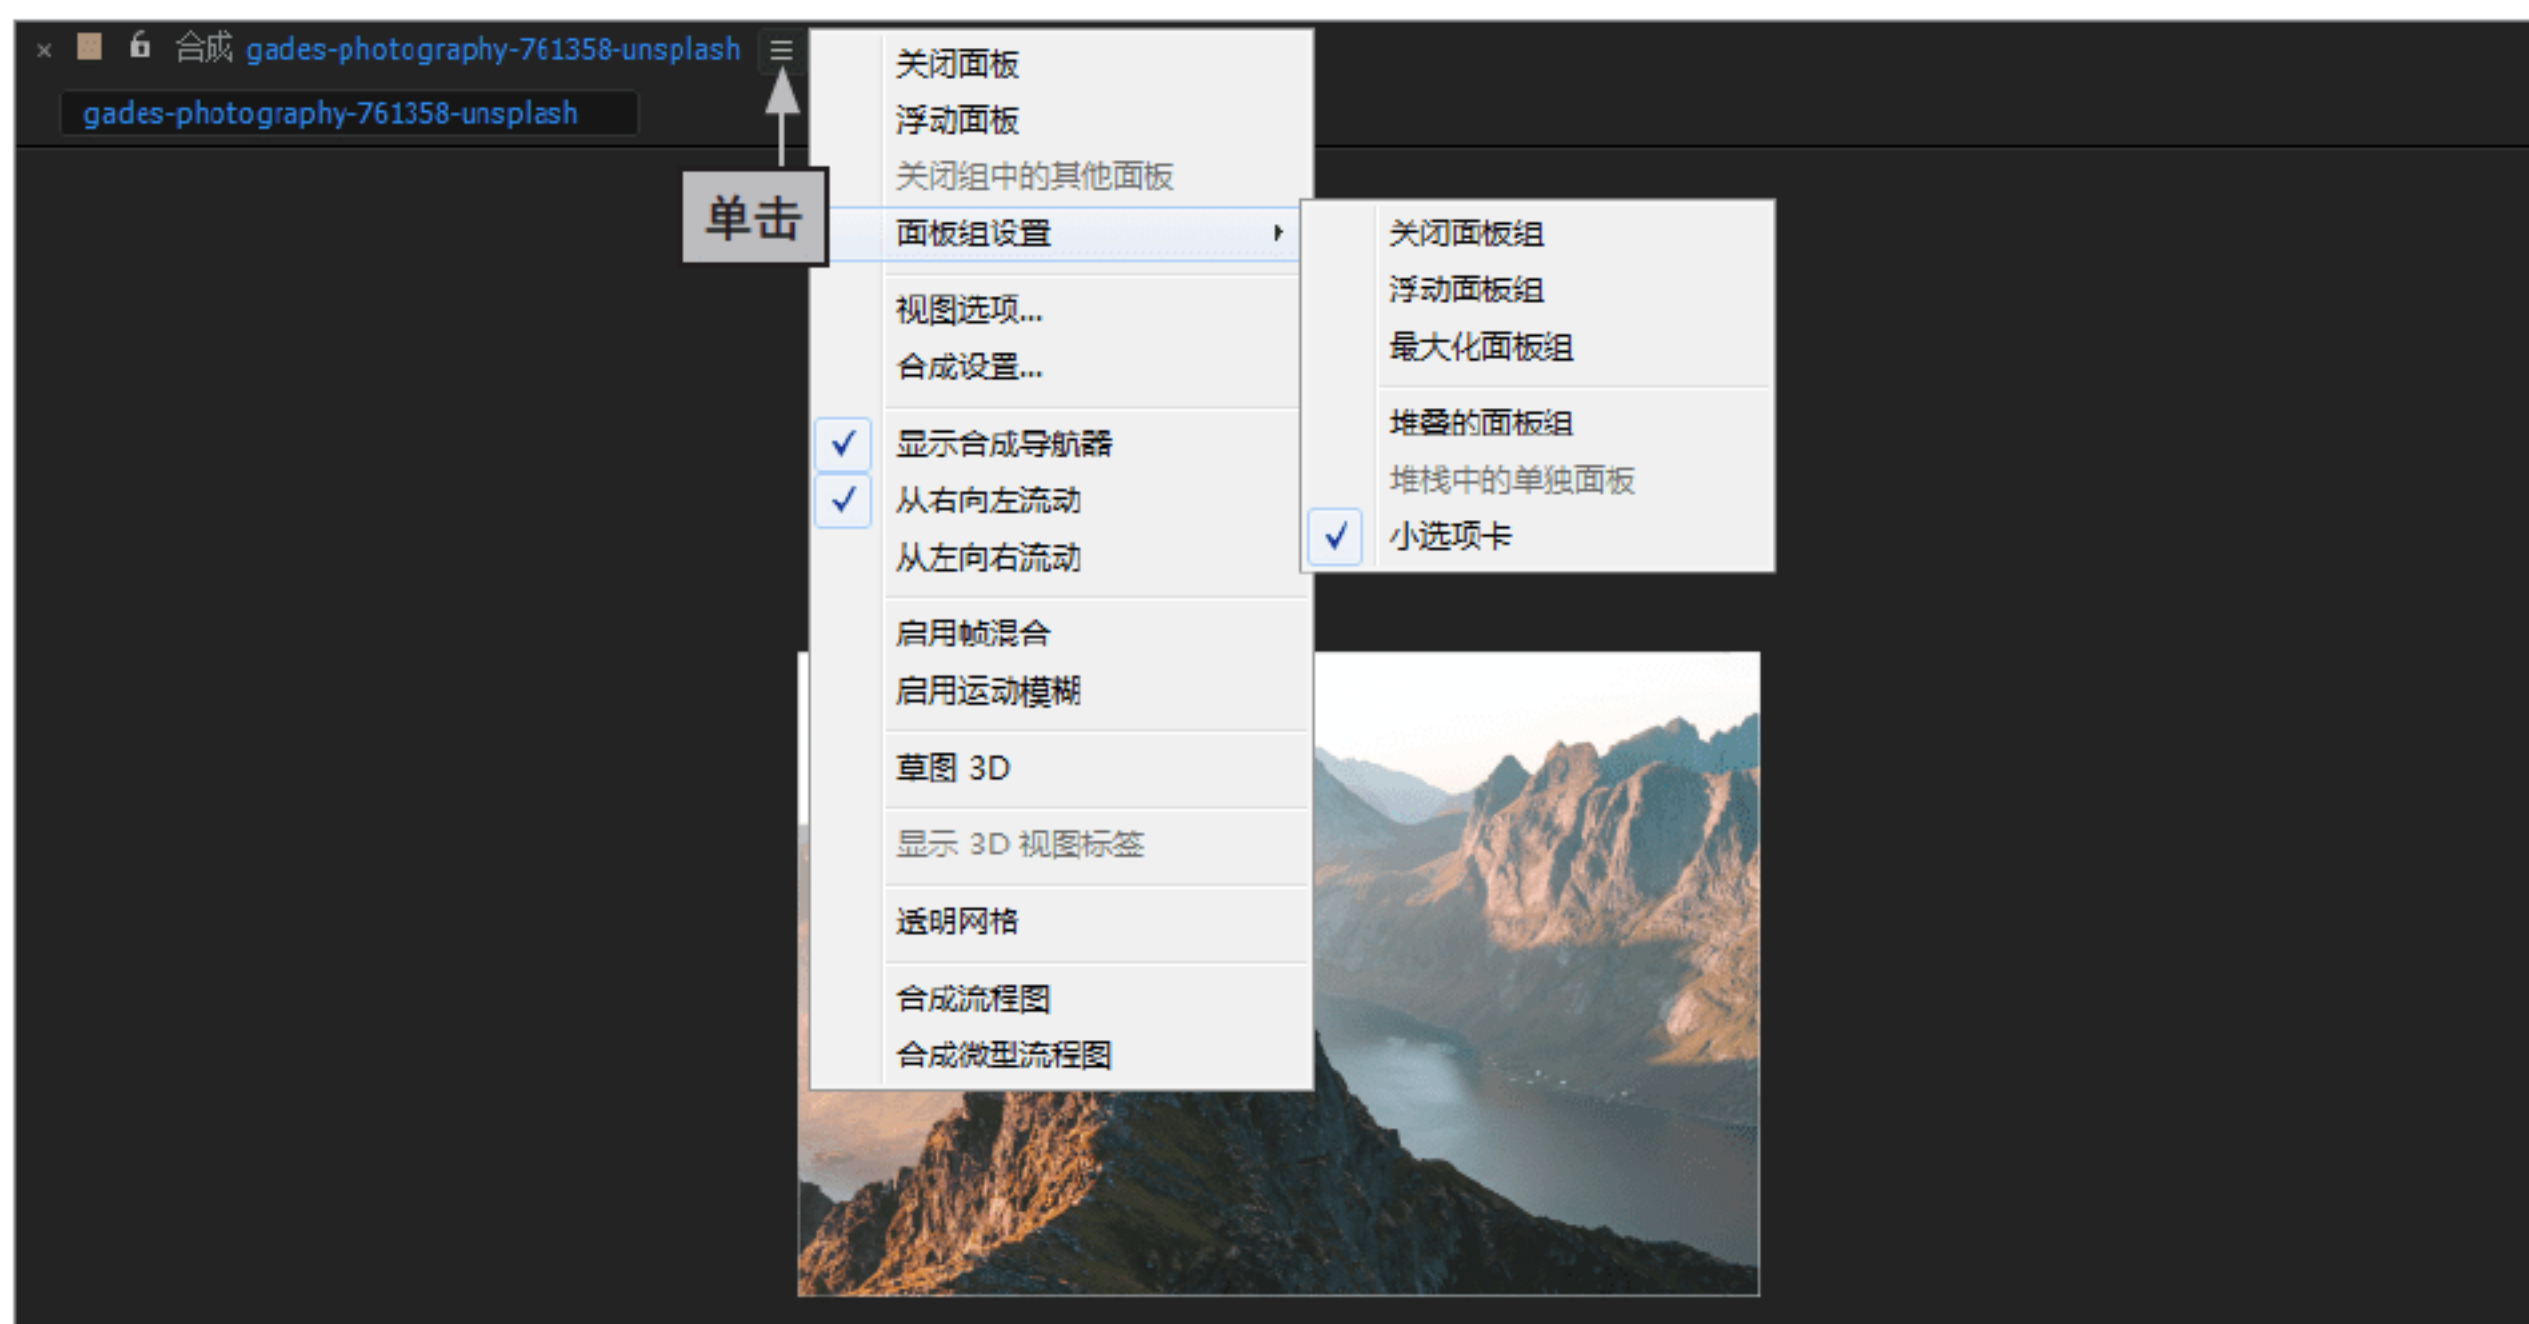 × 合成 gades-photography-761358-unsplash ≡
gades-photography-761358-unsplash
单击
关闭面板
浮动面板
关闭组中的其他面板
面板组设置
视图选项...
合成设置...
显示合成导航器
从右向左流动
从左向右流动
启用帧混合
启用运动模糊
草图 3D
显示 3D 视图标签
透明网格
合成流程图
合成微型流程图
关闭面板组
浮动面板组
最大化面板组
堆叠的面板组
堆栈中的单独面板
小选项卡